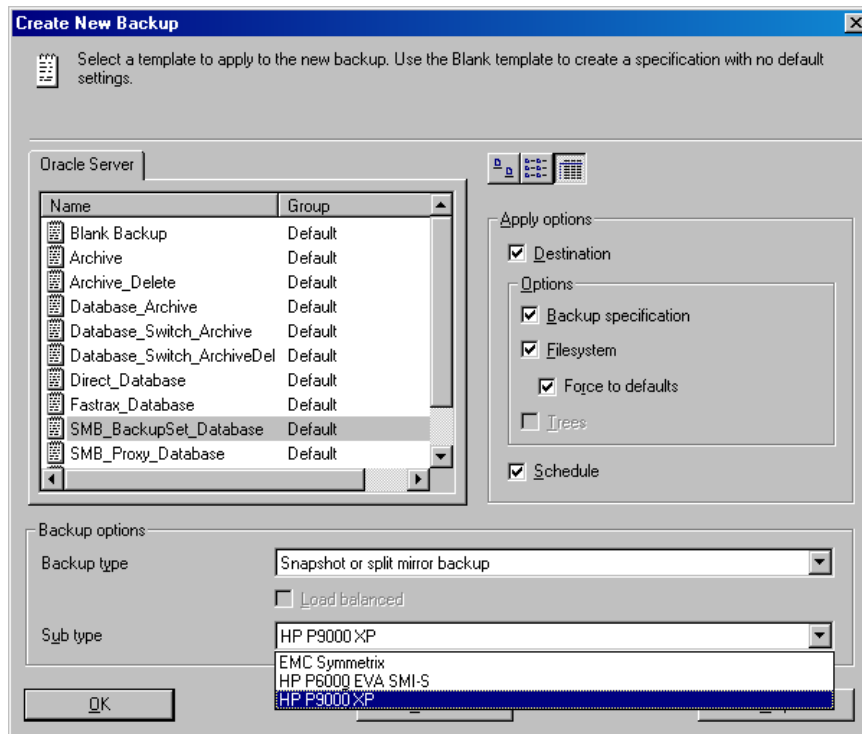 Create New Backup
Select a template to apply to the new backup. Use the Blank template to create a specification with no default
settings.
Oracle Server
Name Group
Blank Backup Default
Archive Default
Archive_Delete Default
Database_Archive Default
Database_Switch_Archive Default
Database_Switch_ArchiveDel Default
Direct_Database Default
Fastrax_Database Default
SMB_BackupSet_Database Default
SMB_Proxy_Database Default
Apply options
Destination
Options
Backup specification
Filesystem
Force to defaults
Trees
Schedule
Backup options
Backup type Snapshot or split mirror backup
Load balanced
Sub type HP P9000 XP
EMC Symmetrix
HP P6000 EVA SMI-S
HP P9000 XP
OK